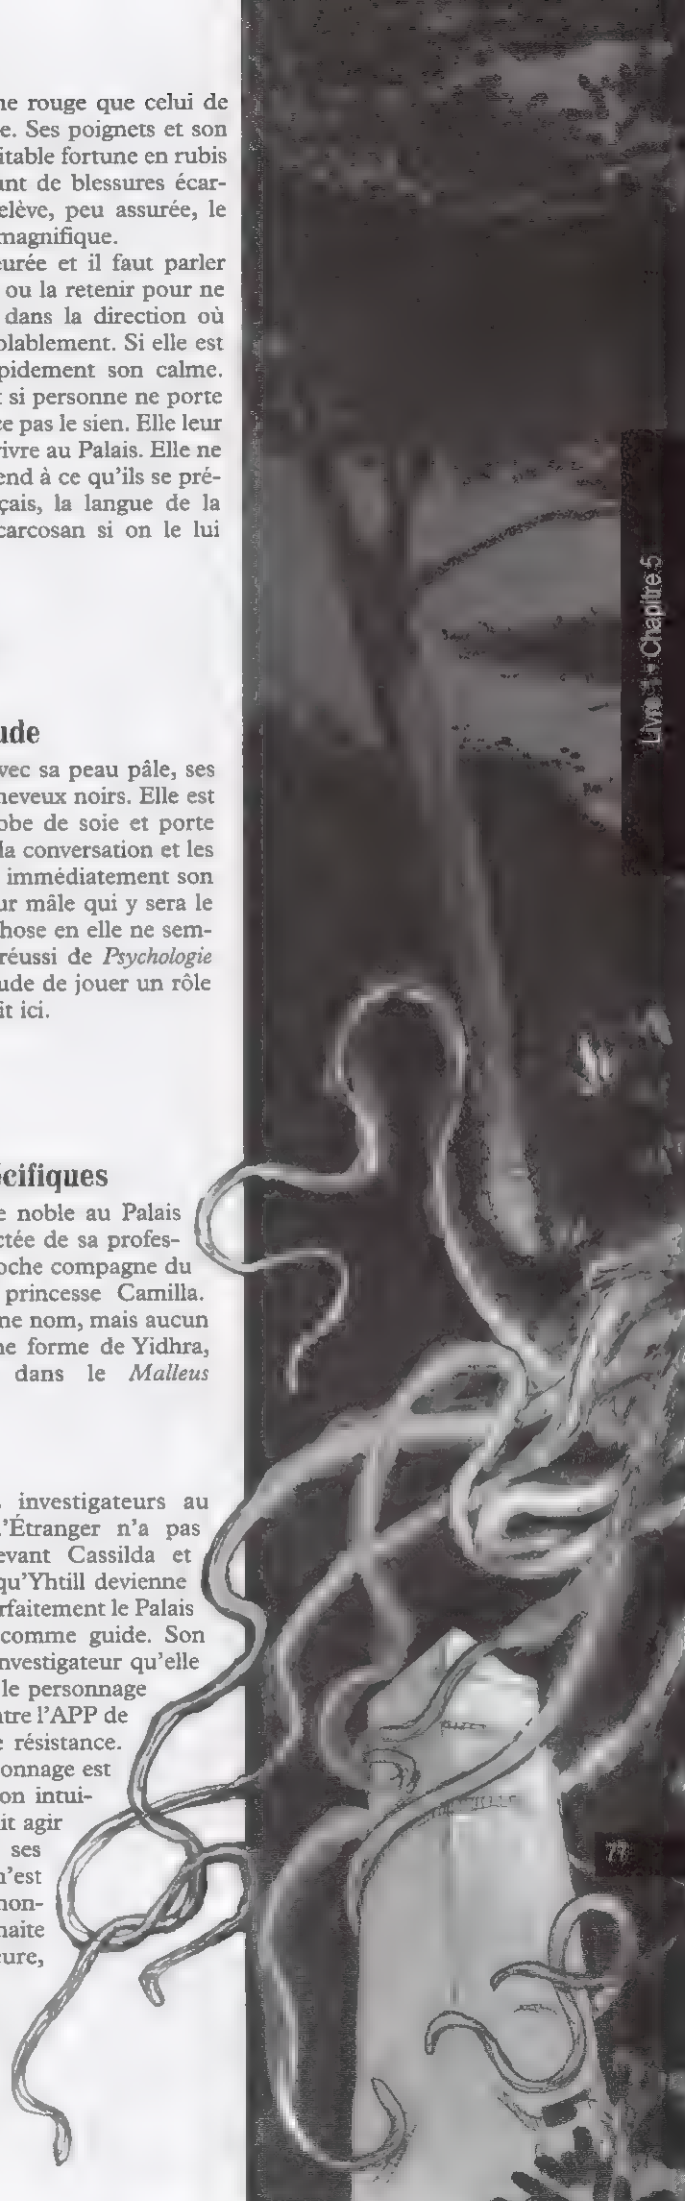 ne rouge que celui de
e. Ses poignets et son
itable fortune en rubis
unt de blessures écar-
elève, peu assurée, le
magnifique.
eurée et il faut parler
ou la retenir pour ne
dans la direction où
olablement. Si elle est
pidement son calme.
t si personne ne porte
ce pas le sien. Elle leur
vivre au Palais. Elle ne
end à ce qu'ils se pré-
çais, la langue de la
carcosan si on le lui
ude
vec sa peau pâle, ses
heveux noirs. Elle est
obe de soie et porte
la conversation et les
immédiatement son
ur mâle qui y sera le
hose en elle ne sem-
réussi de Psychologie
ude de jouer un rôle
it ici.
écifiques
e noble au Palais
ctée de sa profes-
oche compagne du
princesse Camilla.
me nom, mais aucun
ne forme de Yidhra,
dans le Malleus
s investigateurs au
L'Étranger n'a pas
evant Cassilda et
qu'Yhtill devienne
rfaitement le Palais
comme guide. Son
nvestigateur qu'elle
le personnage
ntre l'APP de
e résistance.
onnage est
on intui-
it agir
ses
n'est
non-
haite
eure,
Livre 1 • Chapitre 5
77